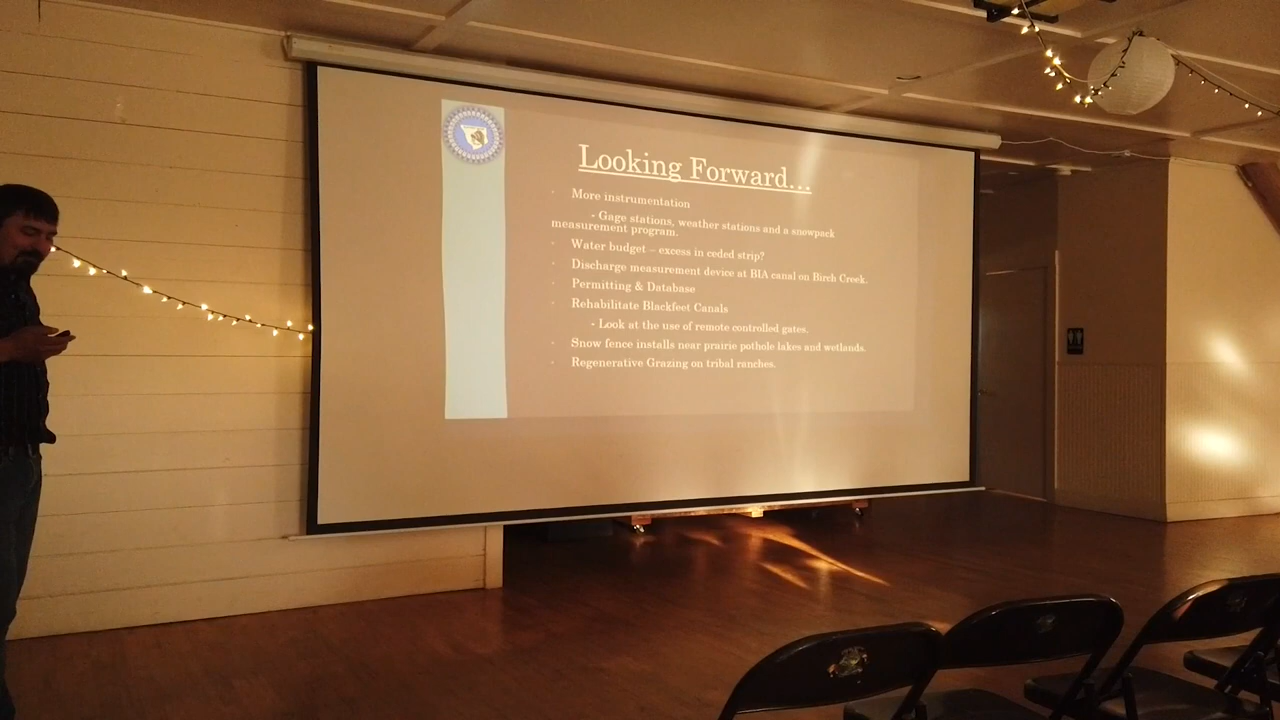 Looking Forward...
· More instrumentation
- Gage stations, weather stations and a snowpack
measurement program.
· Water budget – excess in ceded strip?
· Discharge measurement device at BIA canal on Birch Creek.
· Permitting & Database
· Rehabilitate Blackfeet Canals
- Look at the use of remote controlled gates.
· Snow fence installs near prairie pothole lakes and wetlands.
· Regenerative Grazing on tribal ranches.